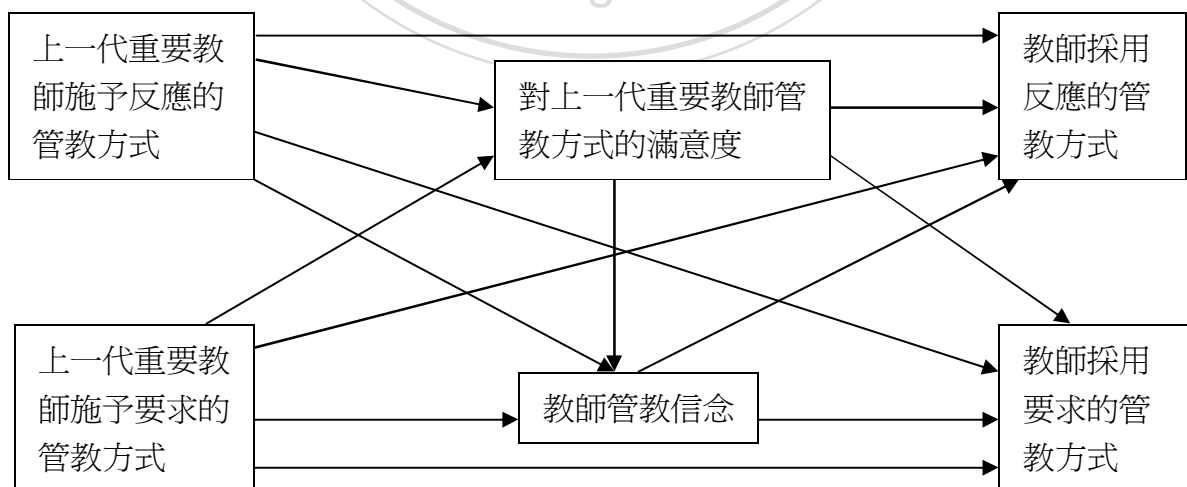 上一代重要教
師施予反應的
管教方式
對上一代重要教師管
教方式的滿意度
教師採用
反應的管
教方式
上一代重要教
師施予要求的
管教方式
教師管教信念
教師採用
要求的管
教方式